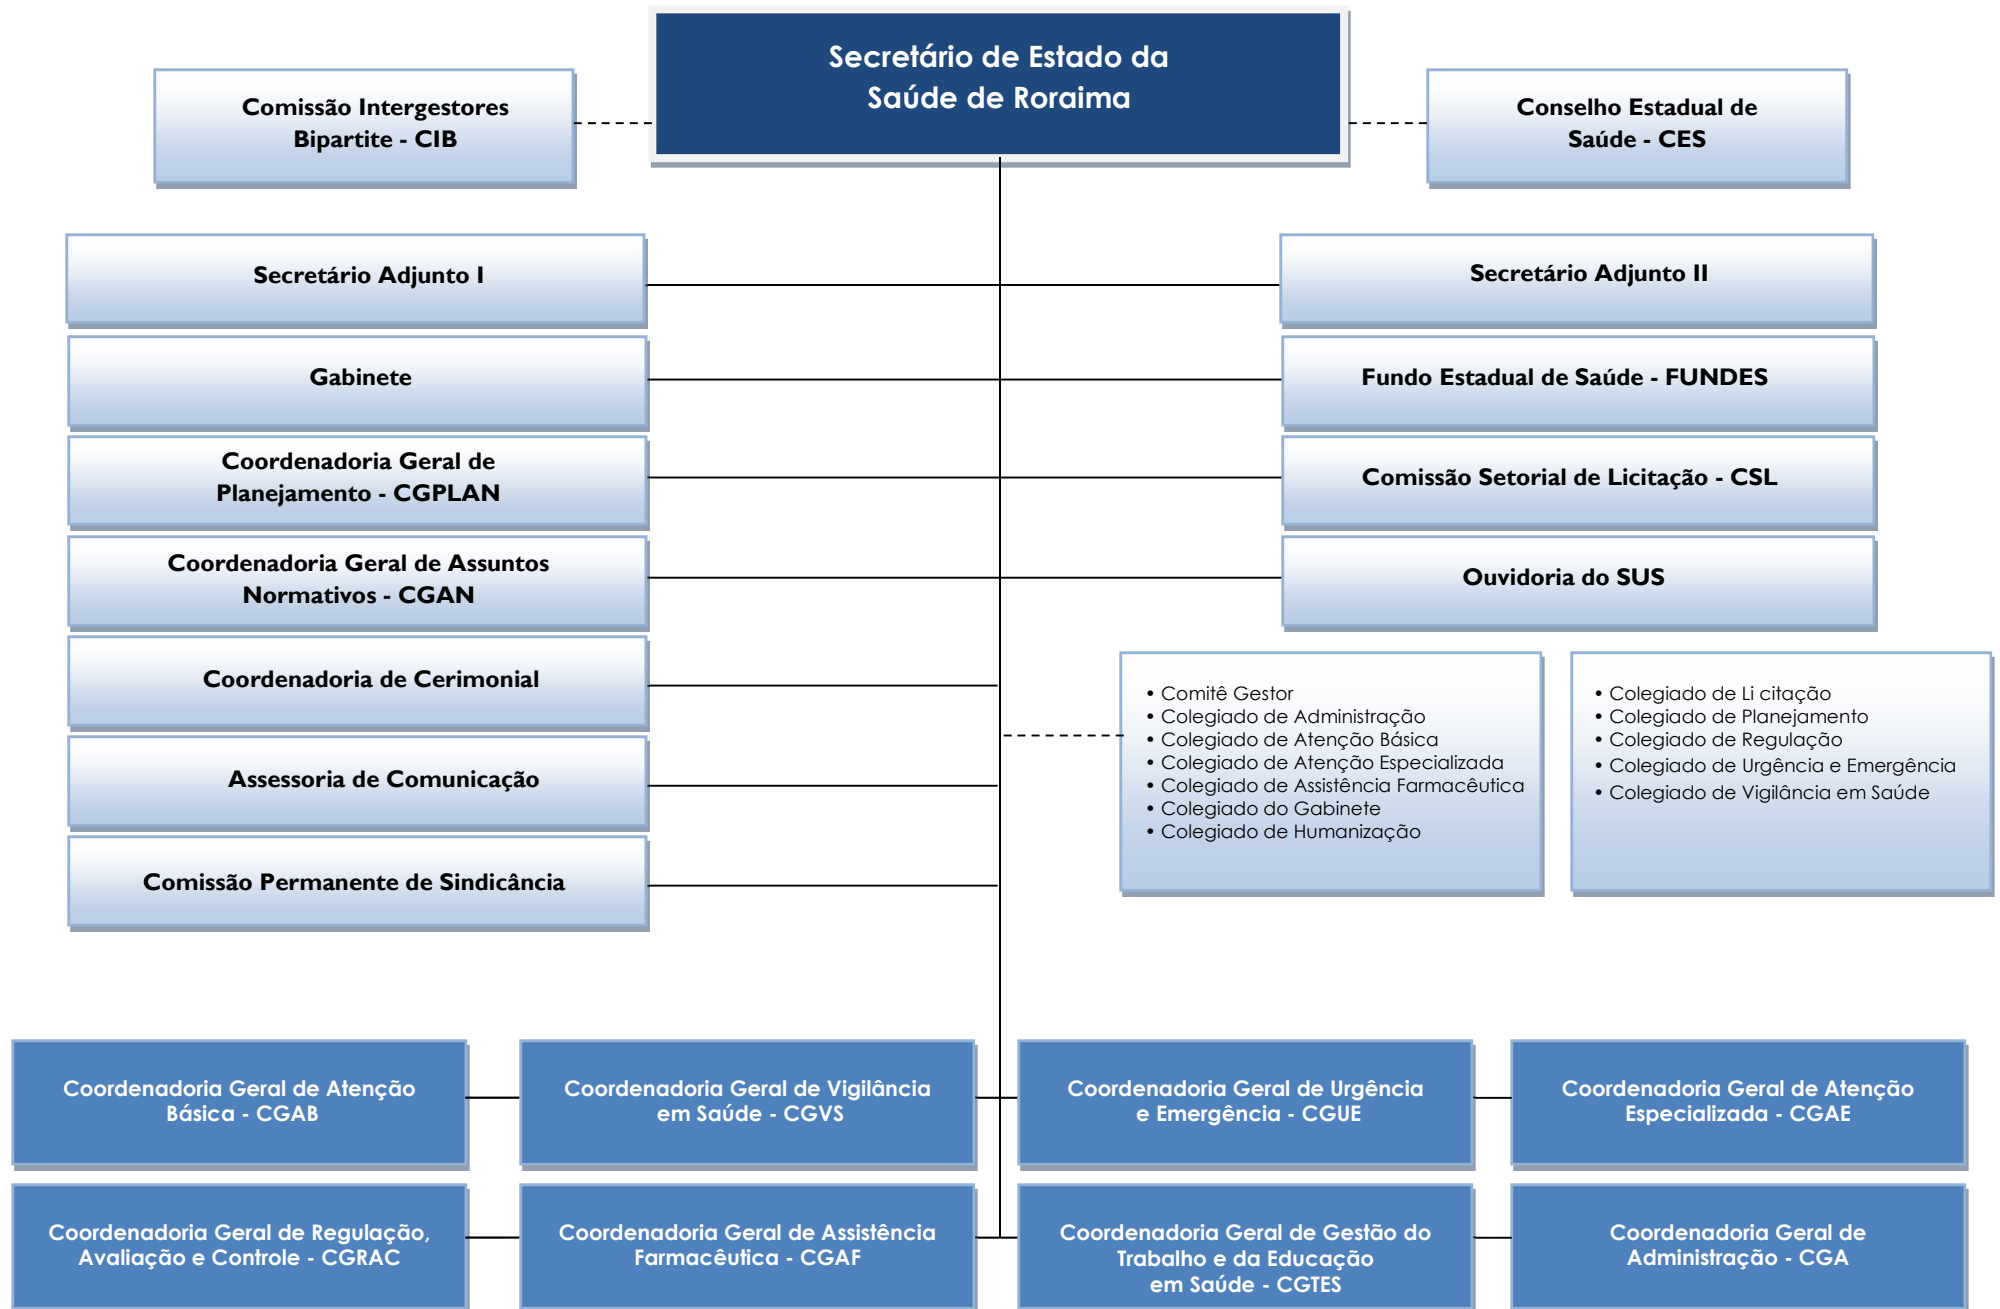 Secretário de Estado da
Saúde de Roraima
Comissão Intergestores
Bipartite - CIB
Conselho Estadual de
Saúde - CES
Secretário Adjunto I
Secretário Adjunto II
Gabinete
Fundo Estadual de Saúde - FUNDES
Coordenadoria Geral de
Planejamento - CGPLAN
Comissão Setorial de Licitação - CSL
Coordenadoria Geral de Assuntos
Normativos - CGAN
Ouvidoria do SUS
Coordenadoria de Cerimonial
Assessoria de Comunicação
Comissão Permanente de Sindicância
• Comitê Gestor
• Colegiado de Administração
• Colegiado de Atenção Básica
• Colegiado de Atenção Especializada
• Colegiado de Assistência Farmacêutica
• Colegiado do Gabinete
• Colegiado de Humanização
• Colegiado de Li citação
• Colegiado de Planejamento
• Colegiado de Regulação
• Colegiado de Urgência e Emergência
• Colegiado de Vigilância em Saúde
Coordenadoria Geral de Atenção
Básica - CGAB
Coordenadoria Geral de Vigilância
em Saúde - CGVS
Coordenadoria Geral de Urgência
e Emergência - CGUE
Coordenadoria Geral de Atenção
Especializada - CGAE
Coordenadoria Geral de Regulação,
Avaliação e Controle - CGRAC
Coordenadoria Geral de Assistência
Farmacêutica - CGAF
Coordenadoria Geral de Gestão do
Trabalho e da Educação
em Saúde - CGTES
Coordenadoria Geral de
Administração - CGA